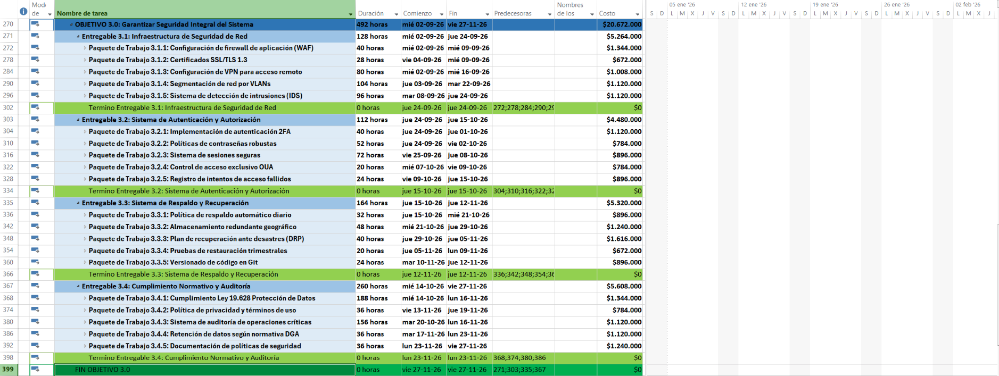 Modo de	Nombre de tarea	Duración	Comienzo	Fin	Predecesoras	Nombres de los	Costo
05 ene '26	12 ene '26	19 ene '26	26 ene '26	02 feb '26
S D L M X J V S D L M X J V S D L M X J V S D L M X J V S D L M X J
270 OBJETIVO 3.0: Garantizar Seguridad Integral del Sistema 492 horas mié 02-09-26 vie 27-11-26 $20.672.000
271 Entregable 3.1: Infraestructura de Seguridad de Red 128 horas mié 02-09-26 jue 24-09-26 $5.264.000
272 Paquete de Trabajo 3.1.1: Configuración de firewall de aplicación (WAF) 40 horas mié 02-09-26 mié 09-09-26 $1.344.000
278 Paquete de Trabajo 3.1.2: Certificados SSL/TLS 1.3 28 horas vie 04-09-26 mié 09-09-26 $672.000
284 Paquete de Trabajo 3.1.3: Configuración de VPN para acceso remoto 80 horas mié 02-09-26 mié 16-09-26 $1.008.000
290 Paquete de Trabajo 3.1.4: Segmentación de red por VLANs 104 horas jue 03-09-26 mar 22-09-26 $1.120.000
296 Paquete de Trabajo 3.1.5: Sistema de detección de intrusiones (IDS) 96 horas mar 08-09-26 jue 24-09-26 $1.120.000
302 Termino Entregable 3.1: Infraestructura de Seguridad de Red 0 horas jue 24-09-26 jue 24-09-26 272;278;284;290;29 $0
303 Entregable 3.2: Sistema de Autenticación y Autorización 112 horas jue 24-09-26 jue 15-10-26 $4.480.000
304 Paquete de Trabajo 3.2.1: Implementación de autenticación 2FA 40 horas jue 24-09-26 jue 01-10-26 $1.120.000
310 Paquete de Trabajo 3.2.2: Políticas de contraseñas robustas 52 horas jue 24-09-26 vie 02-10-26 $784.000
316 Paquete de Trabajo 3.2.3: Sistema de sesiones seguras 72 horas vie 25-09-26 jue 08-10-26 $896.000
322 Paquete de Trabajo 3.2.4: Control de acceso exclusivo OUA 20 horas mié 07-10-26 vie 09-10-26 $784.000
328 Paquete de Trabajo 3.2.5: Registro de intentos de acceso fallidos 24 horas vie 09-10-26 jue 15-10-26 $896.000
334 Termino Entregable 3.2: Sistema de Autenticación y Autorización 0 horas jue 15-10-26 jue 15-10-26 304;310;316;322;32 $0
335 Entregable 3.3: Sistema de Respaldo y Recuperación 164 horas jue 15-10-26 jue 12-11-26 $5.320.000
336 Paquete de Trabajo 3.3.1: Política de respaldo automático diario 32 horas jue 15-10-26 mié 21-10-26 $896.000
342 Paquete de Trabajo 3.3.2: Almacenamiento redundante geográfico 48 horas mié 21-10-26 jue 29-10-26 $1.240.000
348 Paquete de Trabajo 3.3.3: Plan de recuperación ante desastres (DRP) 40 horas jue 29-10-26 jue 05-11-26 $1.616.000
354 Paquete de Trabajo 3.3.4: Pruebas de restauración trimestrales 20 horas jue 05-11-26 lun 09-11-26 $672.000
360 Paquete de Trabajo 3.3.5: Versionado de código en Git 24 horas mar 10-11-26 jue 12-11-26 $896.000
366 Termino Entregable 3.3: Sistema de Respaldo y Recuperación 0 horas jue 12-11-26 jue 12-11-26 336;342;348;354;36 $0
367 Entregable 3.4: Cumplimiento Normativo y Auditoría 260 horas mié 14-10-26 vie 27-11-26 $5.608.000
368 Paquete de Trabajo 3.4.1: Cumplimiento Ley 19.628 Protección de Datos 188 horas mié 14-10-26 lun 16-11-26 $1.344.000
374 Paquete de Trabajo 3.4.2: Política de privacidad y términos de uso 36 horas vie 13-11-26 jue 19-11-26 $784.000
380 Paquete de Trabajo 3.4.3: Sistema de auditoría de operaciones críticas 156 horas mar 20-10-26 lun 16-11-26 $1.120.000
386 Paquete de Trabajo 3.4.4: Retención de datos según normativa DGA 36 horas mar 17-11-26 lun 23-11-26 $1.120.000
392 Paquete de Trabajo 3.4.5: Documentación de políticas de seguridad 36 horas lun 23-11-26 vie 27-11-26 $1.240.000
398 Termino Entregable 3.4: Cumplimiento Normativo y Auditoría 0 horas lun 23-11-26 lun 23-11-26 368;374;380;386 $0
399 FIN OBJETIVO 3.0 0 horas vie 27-11-26 vie 27-11-26 271;303;335;367 $0